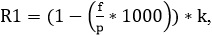 R1 = (1 − (f/p * 1000)) * k,